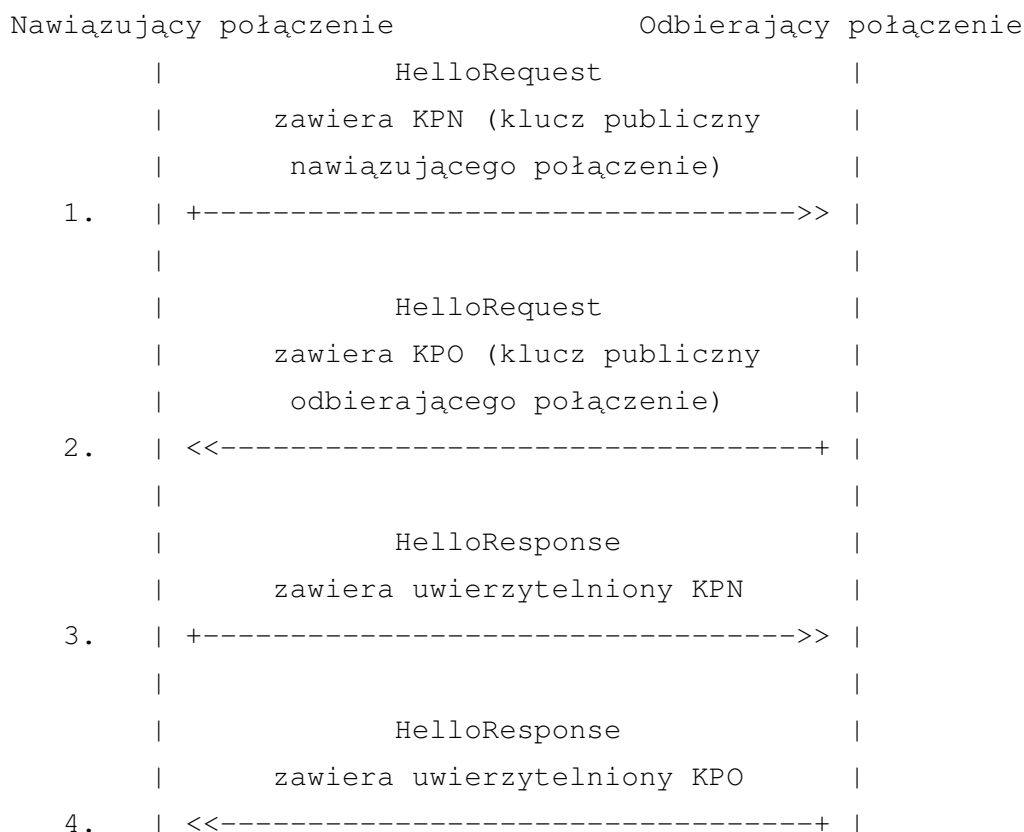 Nawiązujący połączenie Odbierający połączenie
| HelloRequest |
| zawiera KPN (klucz publiczny |
| nawiązującego połączenie) |
1. | +---------------------------------->> |
| |
| HelloRequest |
| zawiera KPO (klucz publiczny |
| odbierającego połączenie) |
2. | <<----------------------------------+ |
| |
| HelloResponse |
| zawiera uwierzytelniony KPN |
3. | +---------------------------------->> |
| |
| HelloResponse |
| zawiera uwierzytelniony KPO |
4. | <<----------------------------------+ |